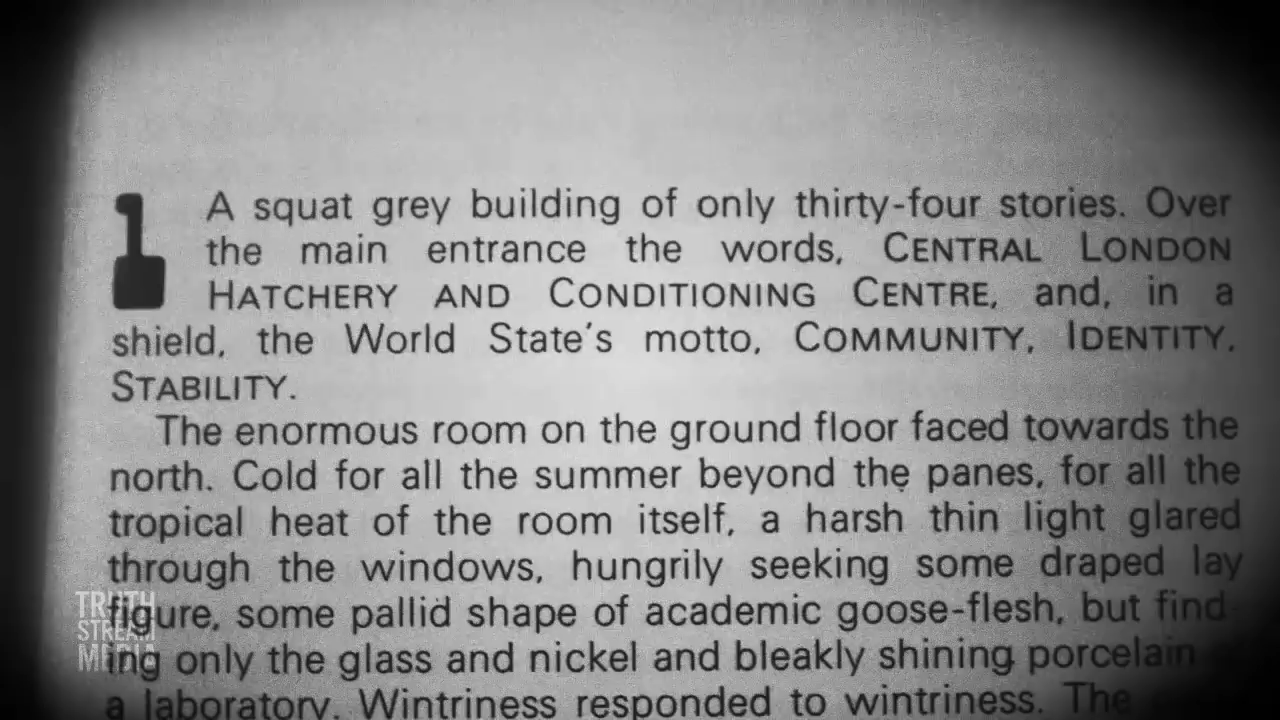 1 A squat grey building of only thirty-four stories. Over
the main entrance the words, CENTRAL LONDON
HATCHERY AND CONDITIONING CENTRE, and, in a
shield, the World State's motto, COMMUNITY, IDENTITY,
STABILITY.
The enormous room on the ground floor faced towards the
north. Cold for all the summer beyond the panes, for all the
tropical heat of the room itself, a harsh thin light glared
through the windows, hungrily seeking some draped lay
figure, some pallid shape of academic goose-flesh, but find-
ing only the glass and nickel and bleakly shining porcelain
a laboratory. Wintriness responded to wintriness. The
TRUTH
STREAM
MEDIA